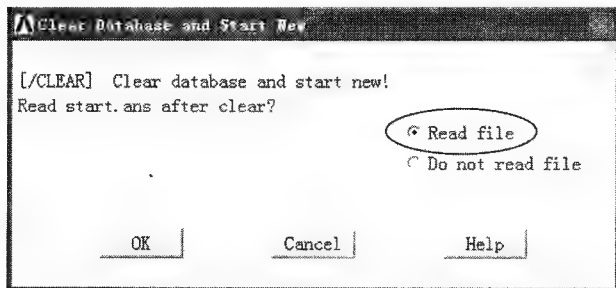 Clear Database and Start New
[/CLEAR] Clear database and start new!
Read start.ans after clear?
Read file
Do not read file
OK
Cancel
Help